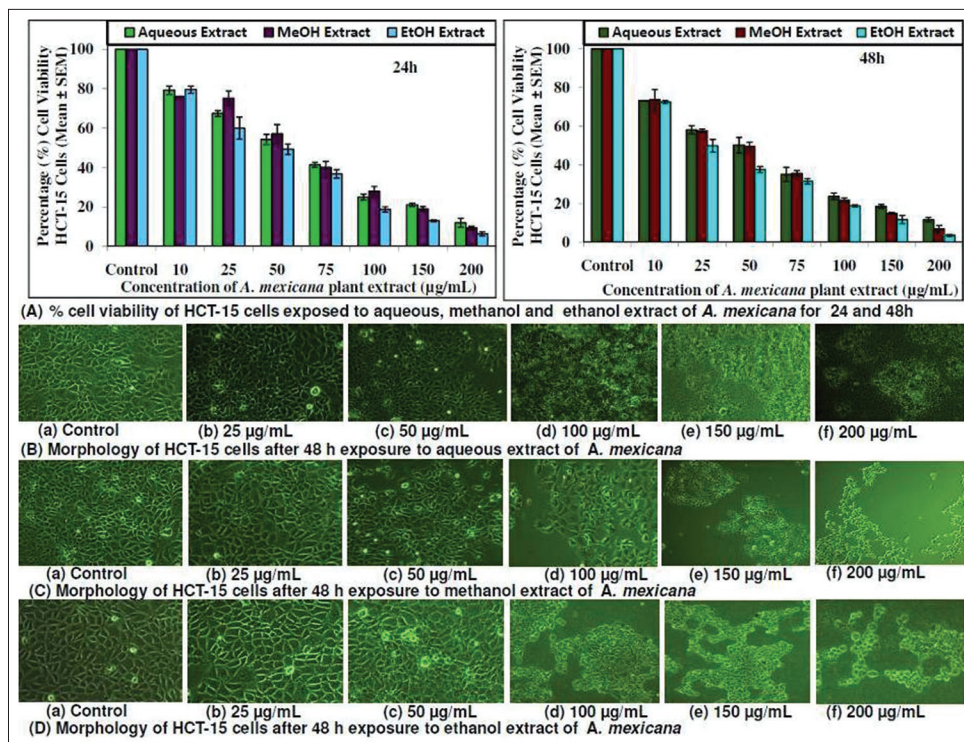 Aqueous Extract MeOH Extract EtOH Extract
24h
Percentage (%) Cell Viability
HCT-15 Cells (Mean ± SEM)
100
80
60
40
20
0
Control 10 25 50 75 100 150 200
Concentration of A. mexicana plant extract (µg/mL)
Aqueous Extract MeOH Extract EtOH Extract
48h
Percentage (%) Cell Viability
HCT-15 Cells (Mean ± SEM)
100
80
60
40
20
0
Control 10 25 50 75 100 150 200
Concentration of A. mexicana plant extract (µg/mL)
(A) % cell viability of HCT-15 cells exposed to aqueous, methanol and ethanol extract of A. mexicana for 24 and 48h
(a) Control (b) 25 µg/mL (c) 50 µg/mL (d) 100 µg/mL (e) 150 µg/mL (f) 200 µg/mL
(B) Morphology of HCT-15 cells after 48 h exposure to aqueous extract of A. mexicana
(a) Control (b) 25 µg/mL (c) 50 µg/mL (d) 100 µg/mL (e) 150 µg/mL (f) 200 µg/mL
(C) Morphology of HCT-15 cells after 48 h exposure to methanol extract of A. mexicana
(a) Control (b) 25 µg/mL (c) 50 µg/mL (d) 100 µg/mL (e) 150 µg/mL (f) 200 µg/mL
(D) Morphology of HCT-15 cells after 48 h exposure to ethanol extract of A. mexicana